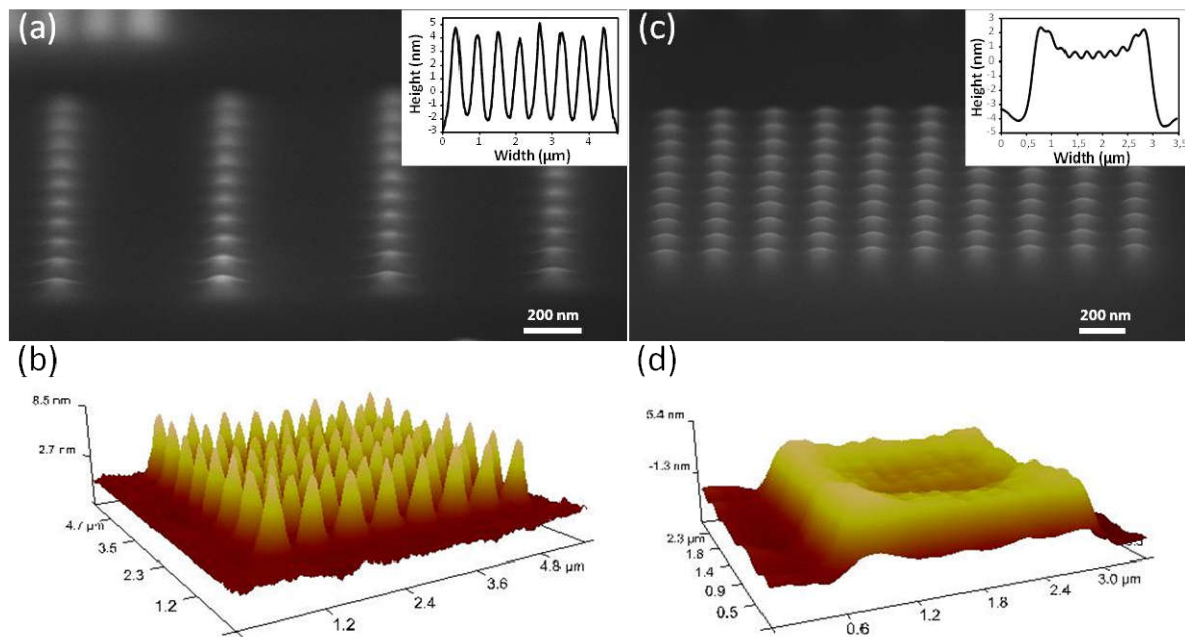 (a)
Height (nm)
5
4
3
2
1
0
-1
-2
-3
0 1 2 3 4
Width (µm)
200 nm
(c)
Height (nm)
3
2
1
0
-1
-2
-3
-4
-5
0 0,5 1 1,5 2 2,5 3 3,5
Width (µm)
200 nm
(b)
8.5 nm
2.7 nm
4.7 µm
3.5
2.3
1.2
1.2
2.4
3.6
4.8 µm
(d)
6.4 nm
-1.3 nm
2.3 µm
1.8
1.4
0.9
0.5
0.6
1.2
1.8
2.4
3.0 µm